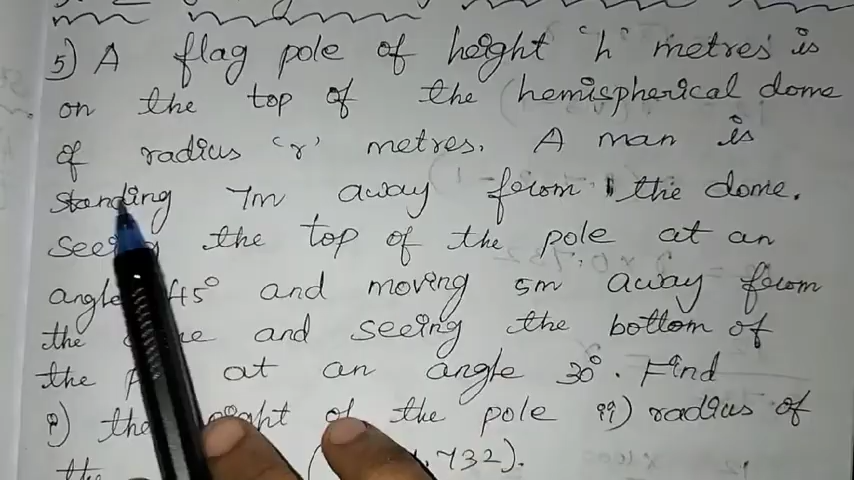 5) A flag pole of height 'h' metres is
on the top of the hemispherical dome
of radius 'r' metres. A man is
standing 7m away from the dome.
the top of the pole at an
angle 45° and moving 5m away from
the and seeing the bottom of
the at an angle 30°. Find
i) the of the pole ii) radius of
the .732).